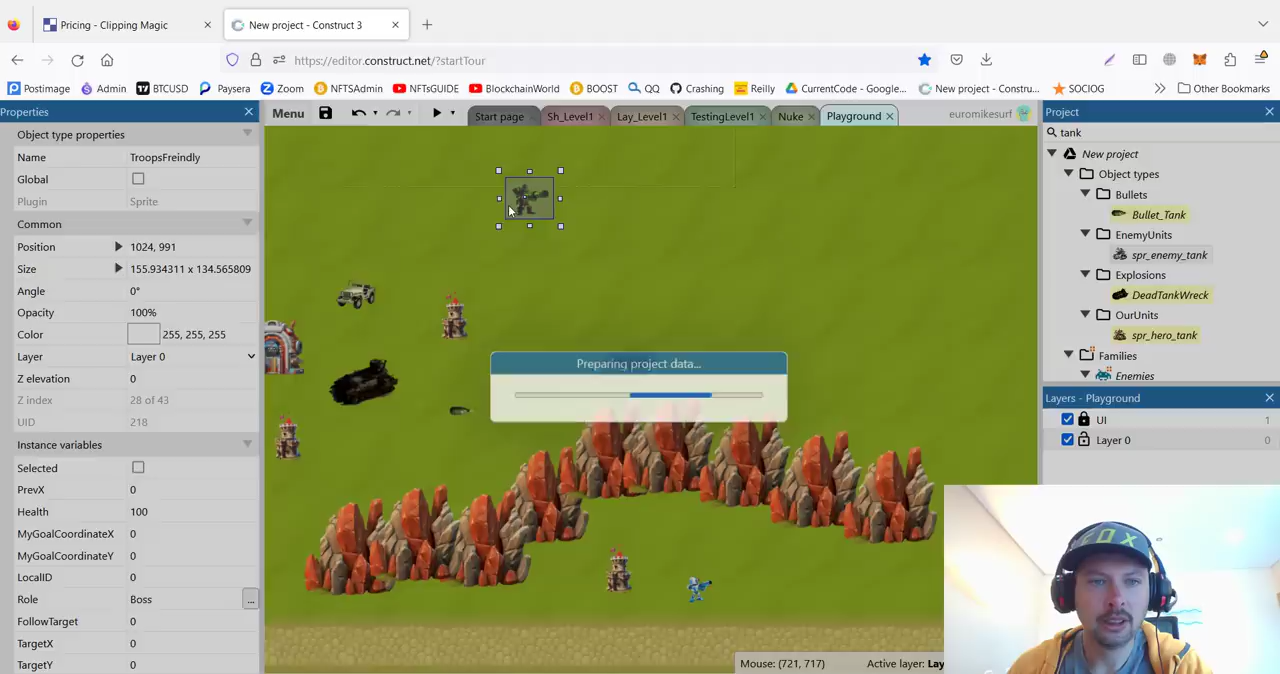 Pricing - Clipping Magic
New project - Construct 3
https://editor.construct.net/?startTour
Postimage
Admin
BTCUSD
Paysera
Zoom
NFTSAdmin
NFTsGUIDE
BlockchainWorld
BOOST
QQ
Crashing
Reilly
CurrentCode - Google...
New project - Constru...
SOCIOG
Other Bookmarks
Properties
Menu
Start page
Sh_Level1
Lay_Level1
TestingLevel1
Nuke
Playground
euromikesurf
Project
Object type properties
Name TroopsFreindly
Global
Plugin Sprite
Common
Position 1024, 991
Size 155.934311 x 134.565809
Angle 0°
Opacity 100%
Color 255, 255, 255
Layer Layer 0
Z elevation 0
Z index 28 of 43
UID 218
Instance variables
Selected
PrevX 0
Health 100
MyGoalCoordinateX 0
MyGoalCoordinateY 0
LocalID 0
Role Boss ...
FollowTarget 0
TargetX 0
TargetY 0
Preparing project data...
Mouse: (721, 717)
Active layer: Lay
tank
New project
Object types
Bullets
Bullet_Tank
EnemyUnits
spr_enemy_tank
Explosions
DeadTankWreck
OurUnits
spr_hero_tank
Families
Enemies
Layers - Playground
UI 1
Layer 0 0